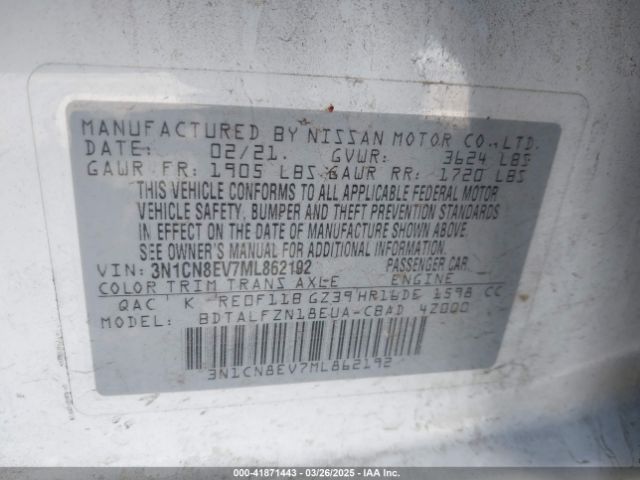 MANUFACTURED BY NISSAN MOTOR CO., LTD.
DATE: 02/21. GVWR: 3624 LBS
GAWR FR: 1905 LBS GAWR RR: 1720 LBS
THIS VEHICLE CONFORMS TO ALL APPLICABLE FEDERAL MOTOR
VEHICLE SAFETY, BUMPER AND THEFT PREVENTION STANDARDS
IN EFFECT ON THE DATE OF MANUFACTURE SHOWN ABOVE.
SEE OWNER'S MANUAL FOR ADDITIONAL INFORMATION.
VIN: 3N1CN8EV7ML862192 PASSENGER CAR
COLOR TRIM TRANS AXLE ENGINE
QAC K RE0F11B GZ39 HR16DE 1598 CC
MODEL: BDTALFZN18EUA-CBAD 4Z000
3N1CN8EV7ML862192
© 41871443 - 03/26/2025 - IAA Inc.